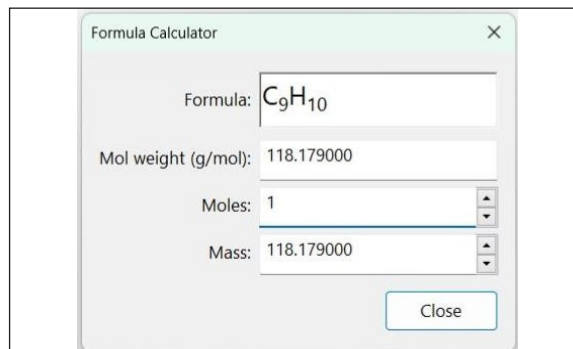 Formula Calculator
Formula: C₉H₁₀
Mol weight (g/mol): 118.179000
Moles: 1
Mass: 118.179000
Close